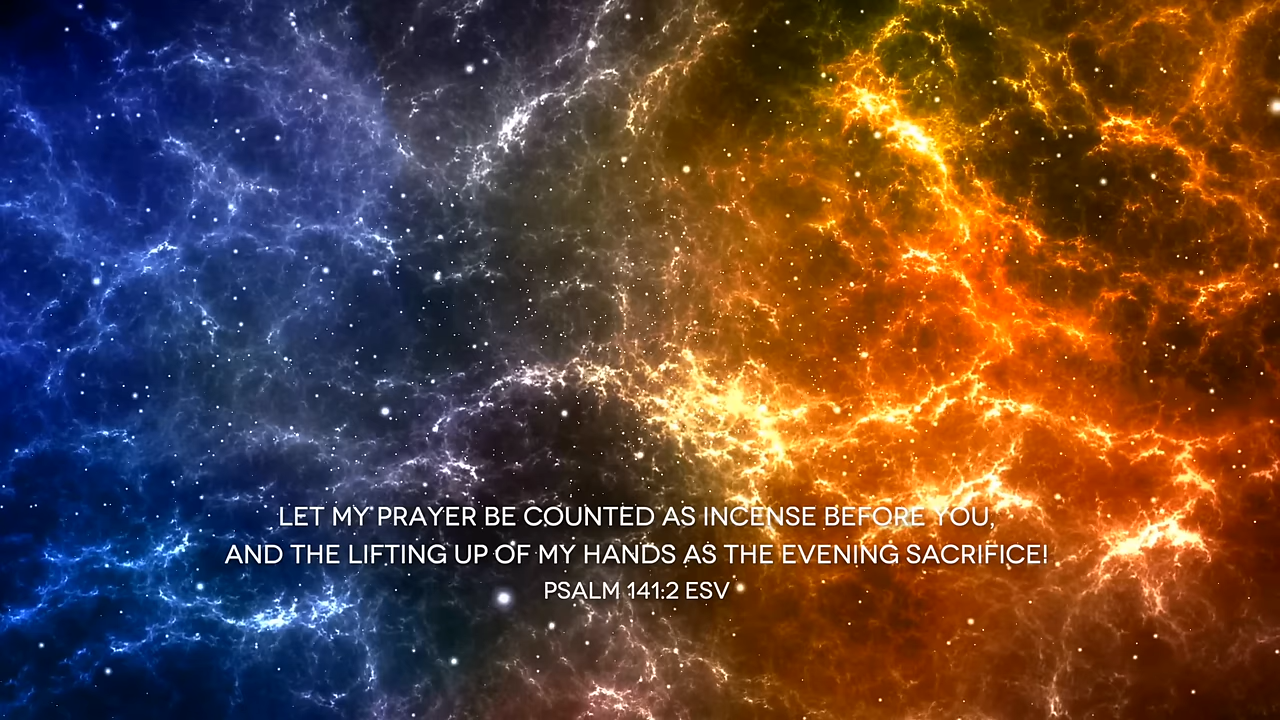 LET MY PRAYER BE COUNTED AS INCENSE BEFORE YOU,
AND THE LIFTING UP OF MY HANDS AS THE EVENING SACRIFICE!
PSALM 141:2 ESV